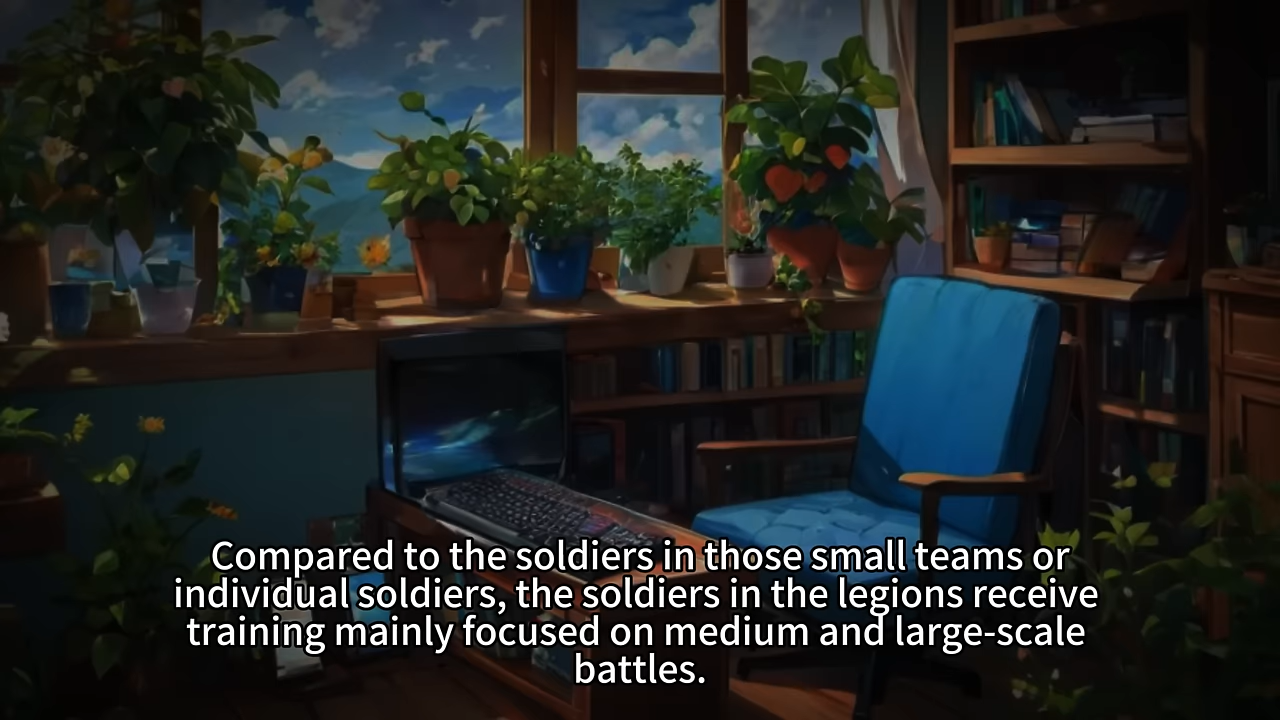 Compared to the soldiers in those small teams or
individual soldiers, the soldiers in the legions receive
training mainly focused on medium and large-scale
battles.